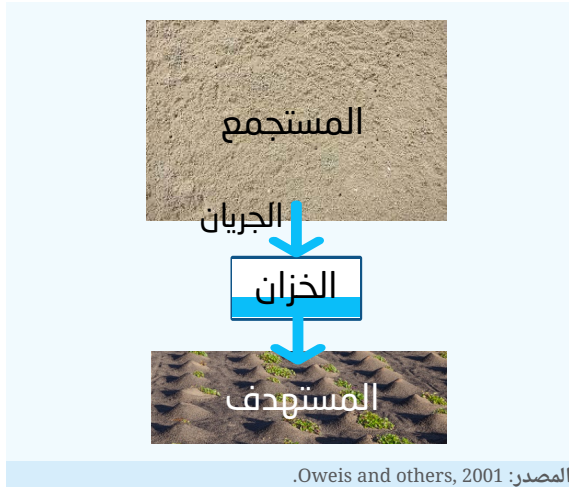 المستجمع
الجريان
الخزان
المستهدف
المصدر: Oweis and others, 2001.